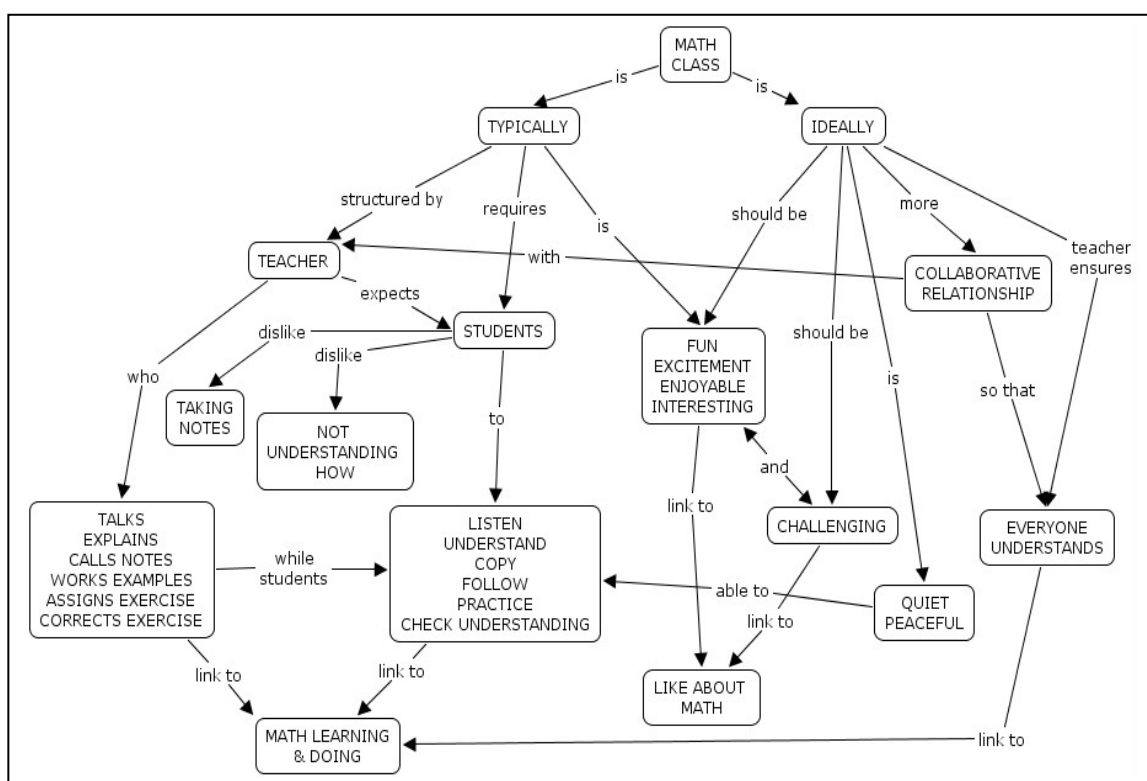 MATH
CLASS
is
is
TYPICALLY
IDEALLY
structured by
requires
is
should be
more
teacher
ensures
TEACHER
with
COLLABORATIVE
RELATIONSHIP
expects
dislike
STUDENTS
dislike
should be
FUN
EXCITEMENT
ENJOYABLE
INTERESTING
who
is
so that
TAKING
NOTES
to
NOT
UNDERSTANDING
HOW
and
link to
TALKS
EXPLAINS
CALLS NOTES
WORKS EXAMPLES
ASSIGNS EXERCISE
CORRECTS EXERCISE
while
students
LISTEN
UNDERSTAND
COPY
FOLLOW
PRACTICE
CHECK UNDERSTANDING
CHALLENGING
EVERYONE
UNDERSTANDS
able to
QUIET
PEACEFUL
link to
link to
link to
LIKE ABOUT
MATH
MATH LEARNING
& DOING
link to